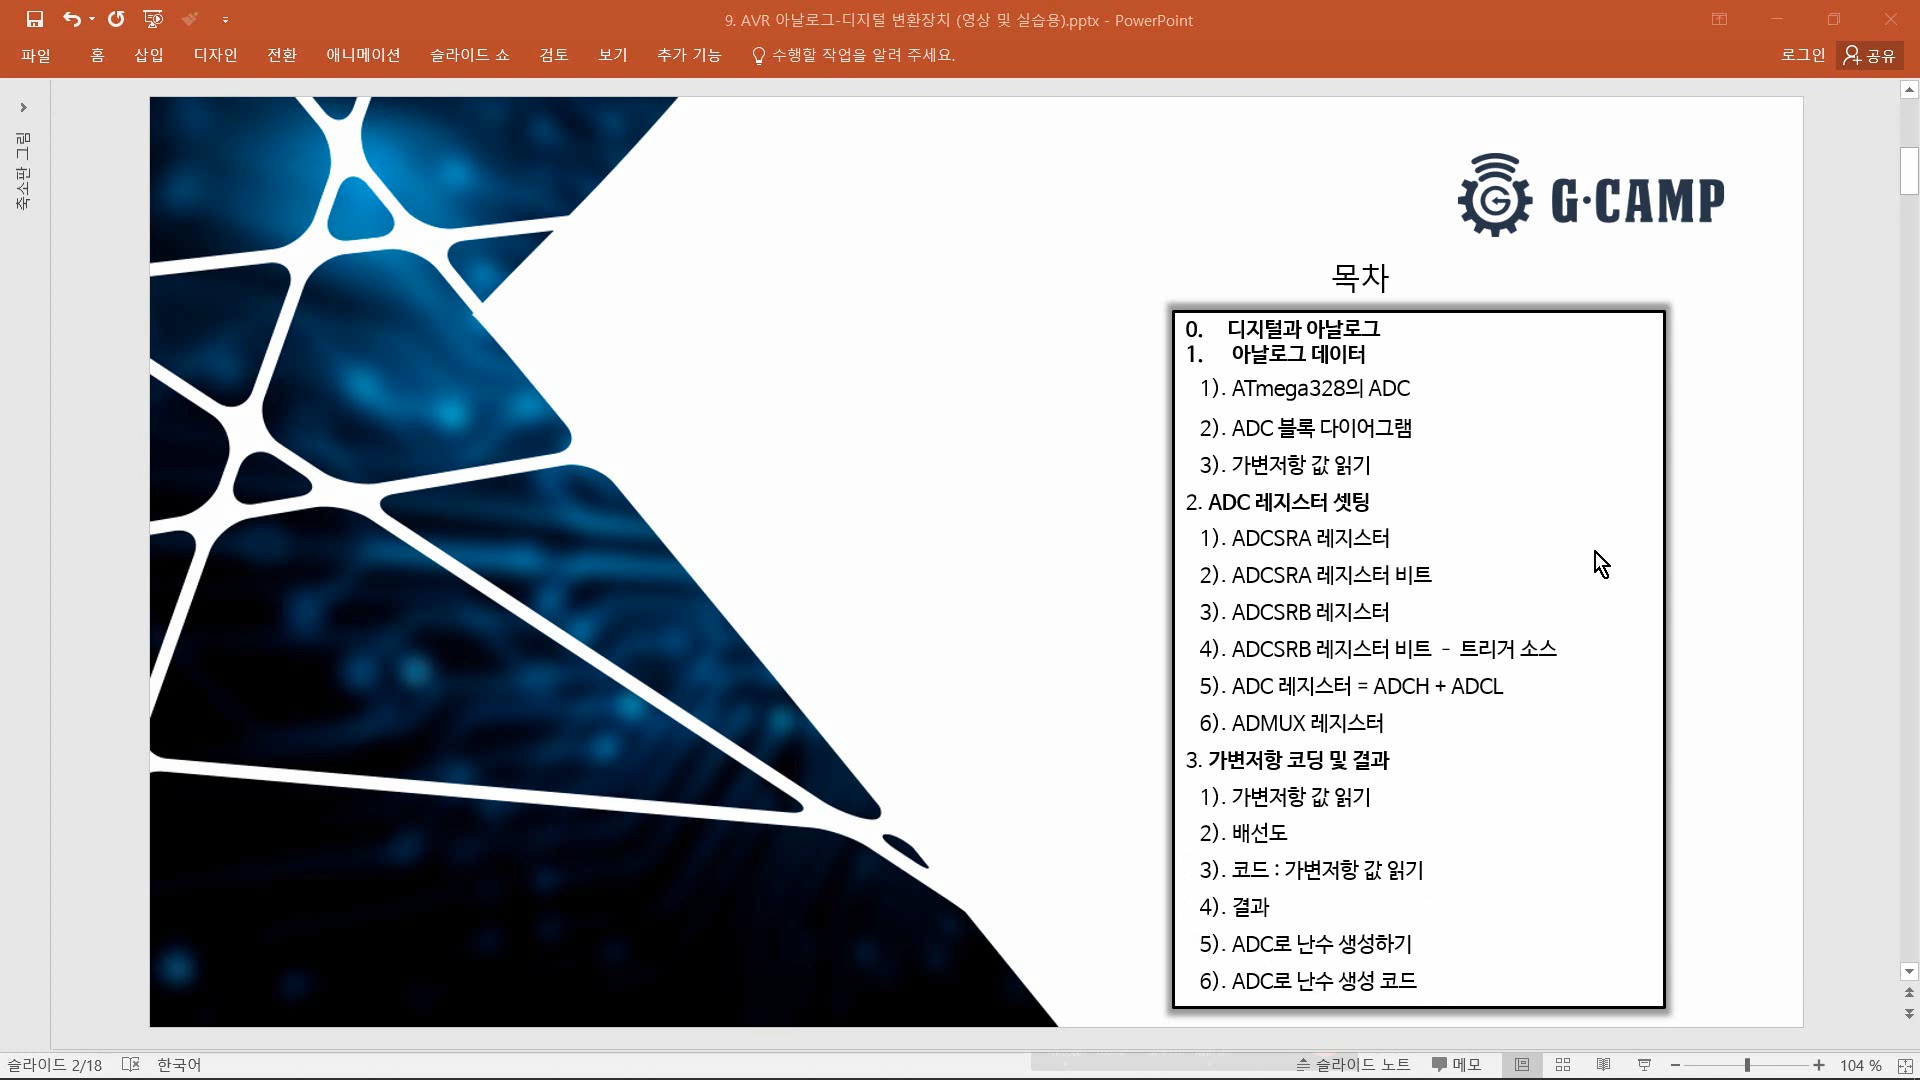 9. AVR 아날로그-디지털 변환장치 (영상 및 실습용).pptx - PowerPoint
파일 홈 삽입 디자인 전환 애니메이션 슬라이드 쇼 검토 보기 추가 기능 수행할 작업을 알려 주세요. 로그인 공유
축소판 그림
G·CAMP
목차
0. 디지털과 아날로그
1. 아날로그 데이터
1). ATmega328의 ADC
2). ADC 블록 다이어그램
3). 가변저항 값 읽기
2. ADC 레지스터 셋팅
1). ADCSRA 레지스터
2). ADCSRA 레지스터 비트
3). ADCSRB 레지스터
4). ADCSRB 레지스터 비트 - 트리거 소스
5). ADC 레지스터 = ADCH + ADCL
6). ADMUX 레지스터
3. 가변저항 코딩 및 결과
1). 가변저항 값 읽기
2). 배선도
3). 코드 : 가변저항 값 읽기
4). 결과
5). ADC로 난수 생성하기
6). ADC로 난수 생성 코드
슬라이드 2/18 한국어 슬라이드 노트 메모 104 %